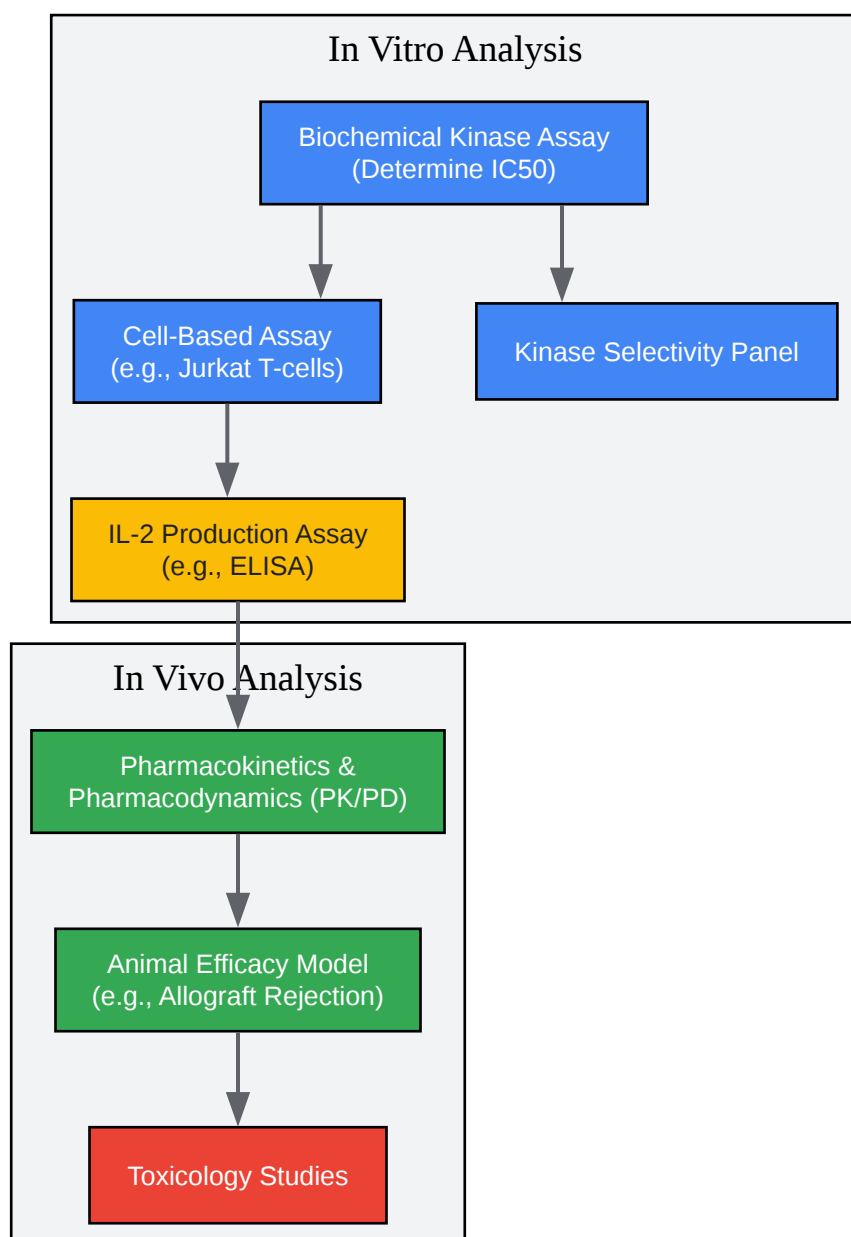 In Vitro Analysis
Biochemical Kinase Assay
(Determine IC50)
Cell-Based Assay
(e.g., Jurkat T-cells)
Kinase Selectivity Panel
IL-2 Production Assay
(e.g., ELISA)
In Vivo Analysis
Pharmacokinetics &
Pharmacodynamics (PK/PD)
Animal Efficacy Model
(e.g., Allograft Rejection)
Toxicology Studies